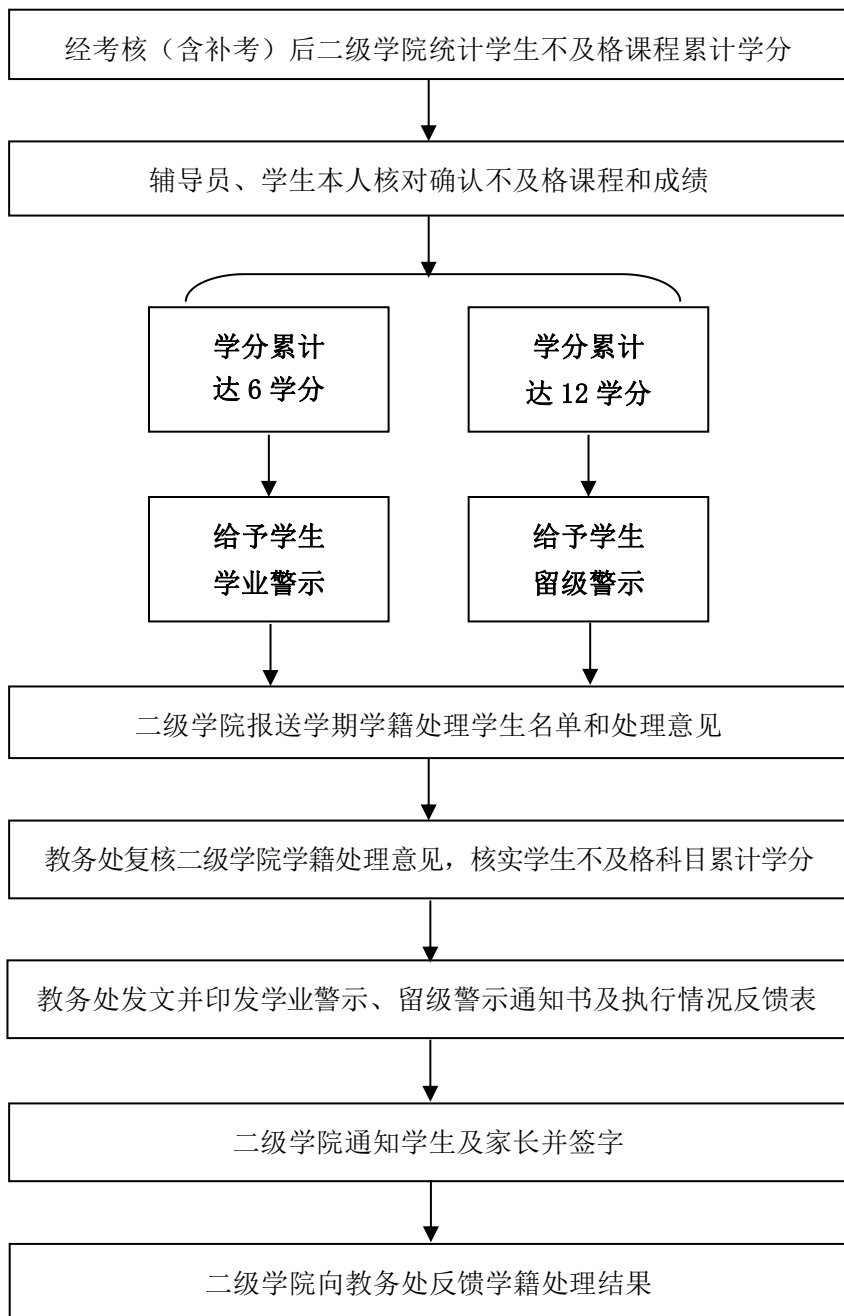 经考核（含补考）后二级学院统计学生不及格课程累计学分
辅导员、学生本人核对确认不及格课程和成绩
学分累计
达 6 学分
学分累计
达 12 学分
给予学生
学业警示
给予学生
留级警示
二级学院报送学期学籍处理学生名单和处理意见
教务处复核二级学院学籍处理意见，核实学生不及格科目累计学分
教务处发文并印发学业警示、留级警示通知书及执行情况反馈表
二级学院通知学生及家长并签字
二级学院向教务处反馈学籍处理结果